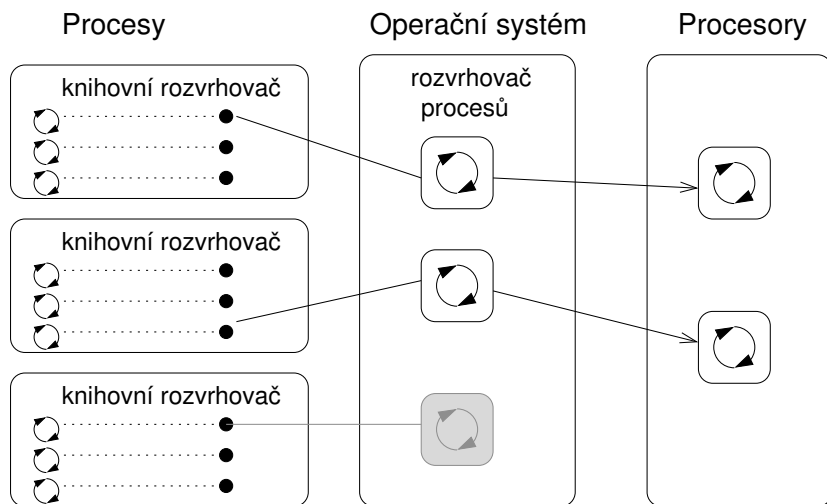 Procesy
Operační systém
Procesory
knihovní rozvrhovač
knihovní rozvrhovač
knihovní rozvrhovač
rozvrhovač
procesů